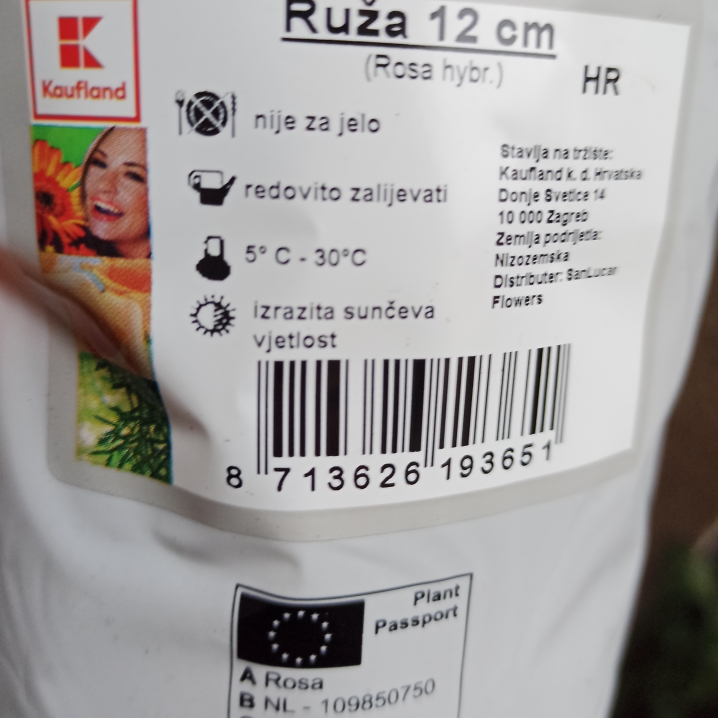 Ruža 12 cm
(Rosa hybr.)
HR
Kaufland
nije za jelo
redovito zalijevati
5° C - 30°C
izrazita sunčeva
vjetlost
Stavlja na tržište:
Kaufland k. d. Hrvatska
Donje Svetice 14
10 000 Zagreb
Zemlja podrijetla:
Nizozemska
Distributer: SanLucar
Flowers
8 713626 193651
Plant
Passport
A Rosa
B NL - 109850750